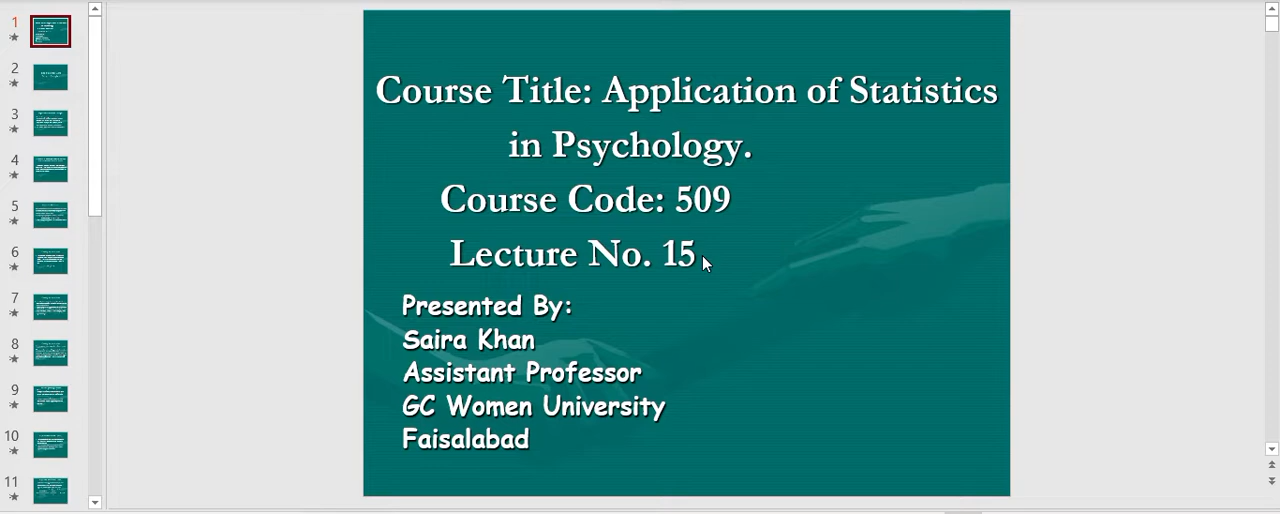 1
2
3
4
5
6
7
8
9
10
11
Course Title: Application of Statistics
in Psychology.
Course Code: 509
Lecture No. 15
Presented By:
Saira Khan
Assistant Professor
GC Women University
Faisalabad